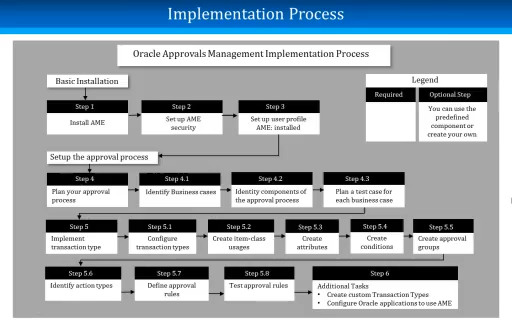 Implementation Process
Oracle Approvals Management Implementation Process
Basic Installation
Legend
Required
Optional Step
You can use the
predefined
component or
create your own
Step 1
Install AME
Step 2
Set up AME
security
Step 3
Set up user profile
AME: installed
Setup the approval process
Step 4
Plan your approval
process
Step 4.1
Identify Business cases
Step 4.2
Identity components of
the approval process
Step 4.3
Plan a test case for
each business case
Step 5
Implement
transaction type
Step 5.1
Configure
transaction types
Step 5.2
Create item-class
usages
Step 5.3
Create
attributes
Step 5.4
Create
conditions
Step 5.5
Create approval
groups
Step 5.6
Identify action types
Step 5.7
Define approval
rules
Step 5.8
Test approval rules
Step 6
Additional Tasks
• Create custom Transaction Types
• Configure Oracle applications to use AME